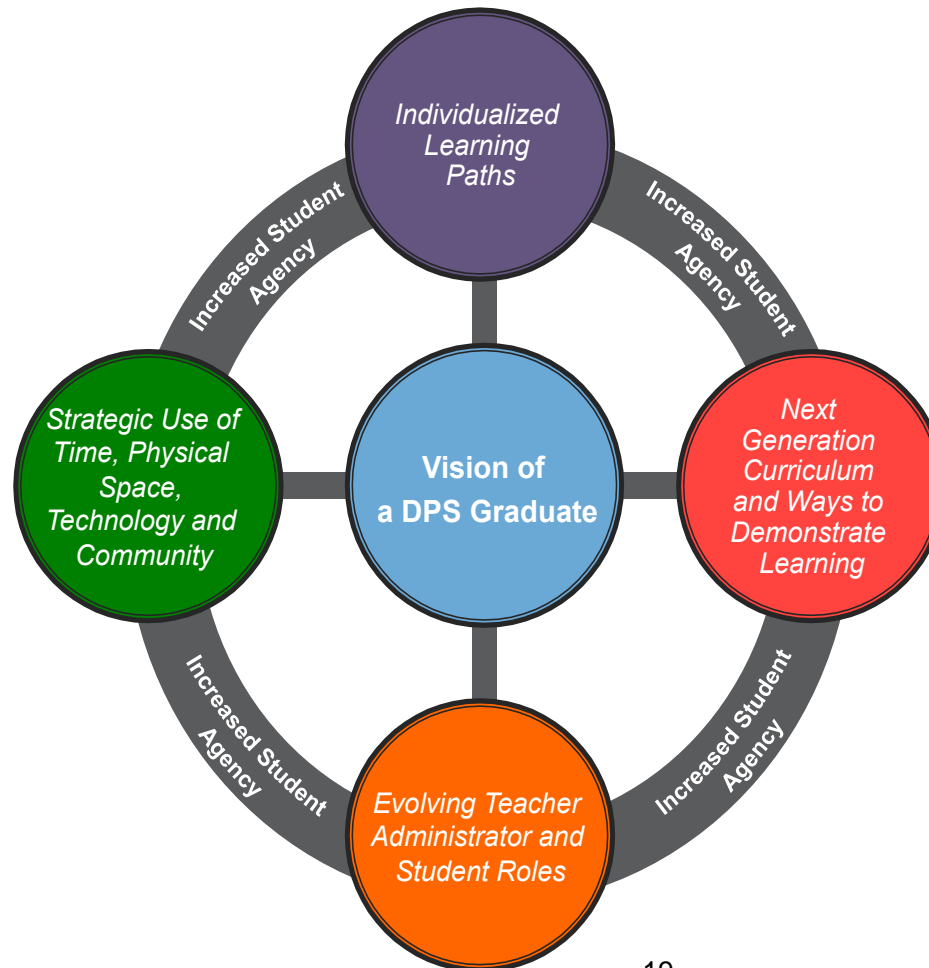 Individualized
Learning
Paths
Increased Student
Agency
Increased Student
Agency
Strategic Use of
Time, Physical
Space,
Technology and
Community
Vision of
a DPS Graduate
Next
Generation
Curriculum
and Ways to
Demonstrate
Learning
Increased Student
Agency
Increased Student
Agency
Evolving Teacher
Administrator and
Student Roles